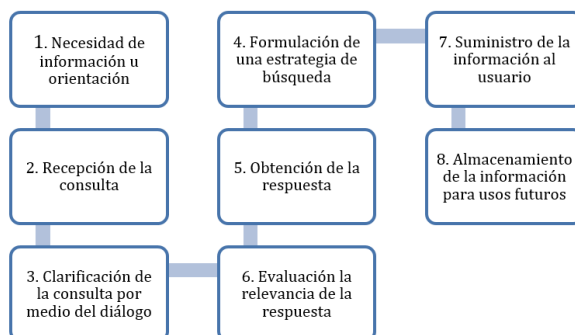 1. Necesidad de
información u
orientación
2. Recepción de la
consulta
3. Clarificación de
la consulta por
medio del diálogo
4. Formulación de
una estrategia de
búsqueda
5. Obtención de la
respuesta
6. Evaluación la
relevancia de la
respuesta
7. Suministro de la
información al
usuario
8. Almacenamiento
de la información
para usos futuros